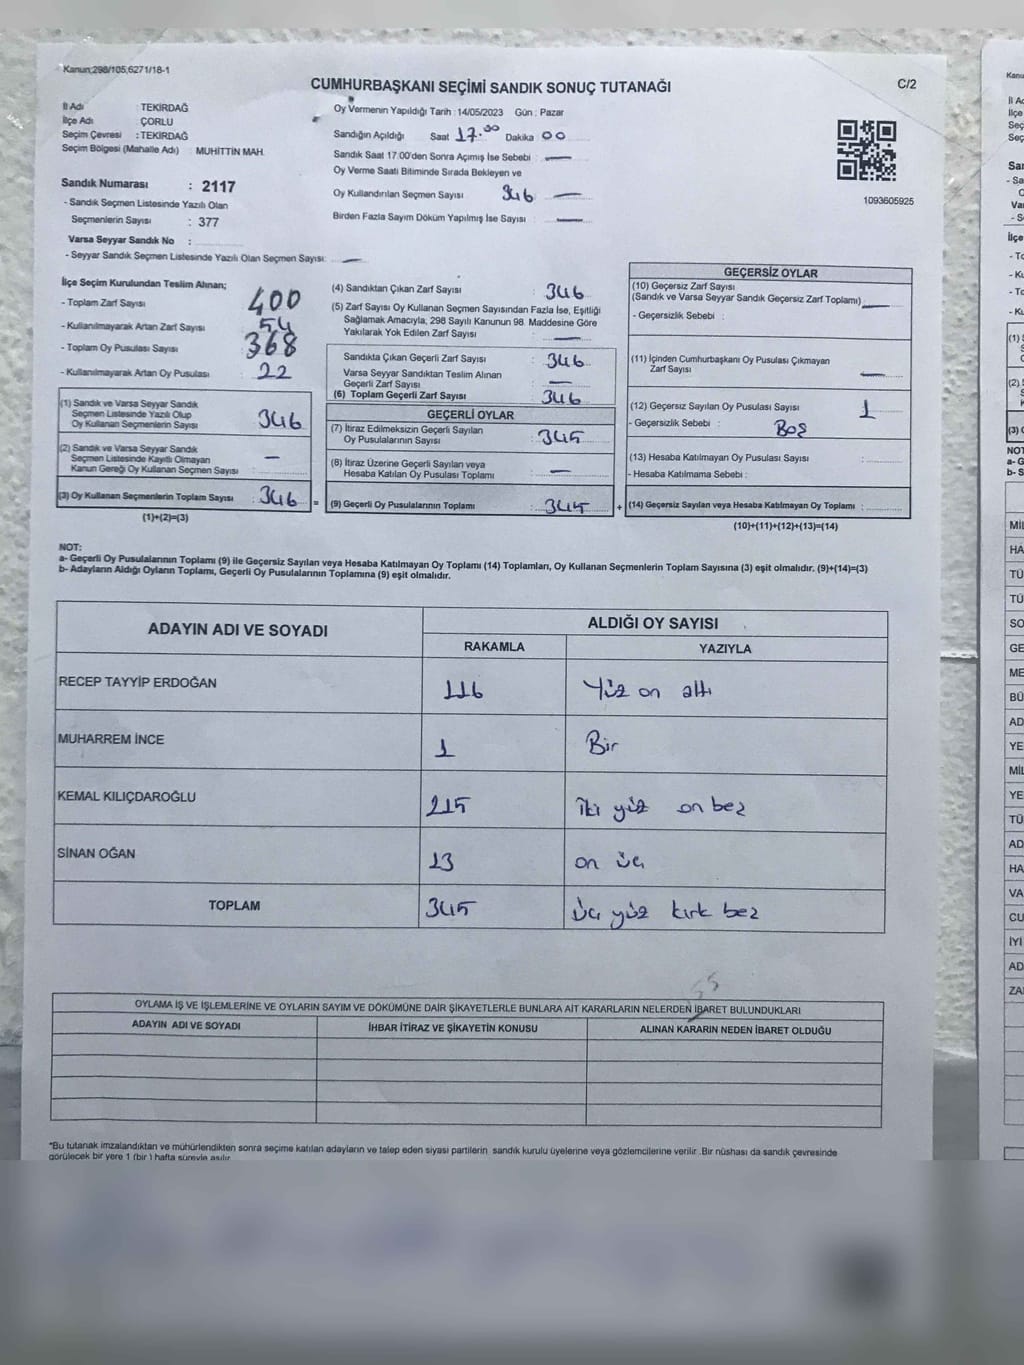 Kanun;298/105,6271/18-1
CUMHURBAŞKANI SEÇİMİ SANDIK SONUÇ TUTANAĞI
C/2
İl Adı : TEKİRDAĞ
İlçe Adı : ÇORLU
Seçim Çevresi : TEKİRDAĞ
Seçim Bölgesi (Mahalle Adı) : MUHİTTİN MAH.
Sandık Numarası : 2117
- Sandık Seçmen Listesinde Yazılı Olan
Seçmenlerin Sayısı : 377
Varsa Seyyar Sandık No :
- Seyyar Sandık Seçmen Listesinde Yazılı Olan Seçmen Sayısı: —
Oy Vermenin Yapıldığı Tarih : 14/05/2023 Gün : Pazar
Sandığın Açıldığı Saat 17.00 Dakika 00
Sandık Saat 17.00'den Sonra Açımış İse Sebebi : —
Oy Verme Saati Bitiminde Sırada Bekleyen ve
Oy Kullandırılan Seçmen Sayısı 346 —
Birden Fazla Sayım Döküm Yapılmış İse Sayısı : —
1093605925
İlçe Seçim Kurulundan Teslim Alınan;
- Toplam Zarf Sayısı : 400
- Kullanılmayarak Artan Zarf Sayısı : 54
- Toplam Oy Pusulası Sayısı : 368
- Kullanılmayarak Artan Oy Pusulası : 22
(1) Sandık ve Varsa Seyyar Sandık
Seçmen Listesinde Yazılı Olup
Oy Kullanan Seçmenlerin Sayısı : 346
(2) Sandık ve Varsa Seyyar Sandık
Seçmen Listesinde Kayıtlı Olmayan
Kanun Gereği Oy Kullanan Seçmen Sayısı : —
(3) Oy Kullanan Seçmenlerin Toplam Sayısı : 346 =
(1)+(2)=(3)
(4) Sandıktan Çıkan Zarf Sayısı : 346
(5) Zarf Sayısı Oy Kullanan Seçmen Sayısından Fazla İse, Eşitliği
Sağlamak Amacıyla, 298 Sayılı Kanunun 98. Maddesine Göre
Yakılarak Yok Edilen Zarf Sayısı : —
Sandıkta Çıkan Geçerli Zarf Sayısı : 346
Varsa Seyyar Sandıktan Teslim Alınan
Geçerli Zarf Sayısı : —
(6) Toplam Geçerli Zarf Sayısı : 346
GEÇERLİ OYLAR
(7) İtiraz Edilmeksizin Geçerli Sayılan
Oy Pusulalarının Sayısı : 345
(8) İtiraz Üzerine Geçerli Sayılan veya
Hesaba Katılan Oy Pusulası Toplamı : —
(9) Geçerli Oy Pusulalarının Toplamı : 345 +
GEÇERSİZ OYLAR
(10) Geçersiz Zarf Sayısı
(Sandık ve Varsa Seyyar Sandık Geçersiz Zarf Toplamı) : —
- Geçersizlik Sebebi :
(11) İçinden Cumhurbaşkanı Oy Pusulası Çıkmayan
Zarf Sayısı : —
(12) Geçersiz Sayılan Oy Pusulası Sayısı : 1
- Geçersizlik Sebebi : Boş
(13) Hesaba Katılmayan Oy Pusulası Sayısı :
- Hesaba Katılmama Sebebi :
(14) Geçersiz Sayılan veya Hesaba Katılmayan Oy Toplamı :
(10)+(11)+(12)+(13)=(14)
NOT:
a- Geçerli Oy Pusulalarının Toplamı (9) ile Geçersiz Sayılan veya Hesaba Katılmayan Oy Toplamı (14) Toplamları, Oy Kullanan Seçmenlerin Toplam Sayısına (3) eşit olmalıdır. (9)+(14)=(3)
b- Adayların Aldığı Oyların Toplamı, Geçerli Oy Pusulalarının Toplamına (9) eşit olmalıdır.
ADAYIN ADI VE SOYADI
ALDIĞI OY SAYISI
RAKAMLA YAZIYLA
RECEP TAYYİP ERDOĞAN 116 Yüz on altı
MUHARREM İNCE 1 Bir
KEMAL KILIÇDAROĞLU 215 İki yüz on beş
SİNAN OĞAN 13 on üç
TOPLAM 345 üç yüz kırk beş
55
OYLAMA İŞ VE İŞLEMLERİNE VE OYLARIN SAYIM VE DÖKÜMÜNE DAİR ŞİKAYETLERLE BUNLARA AİT KARARLARIN NELERDEN İBARET BULUNDUKLARI
ADAYIN ADI VE SOYADI İHBAR İTİRAZ VE ŞİKAYETİN KONUSU ALINAN KARARIN NEDEN İBARET OLDUĞU
*Bu tutanak imzalandıktan ve mühürlendikten sonra seçime katılan adayların ve talep eden siyasi partilerin sandık kurulu üyelerine veya gözlemcilerine verilir .Bir nüshası da sandık çevresinde
görülecek bir yere 1 (bir ) hafta süreyle asılır.